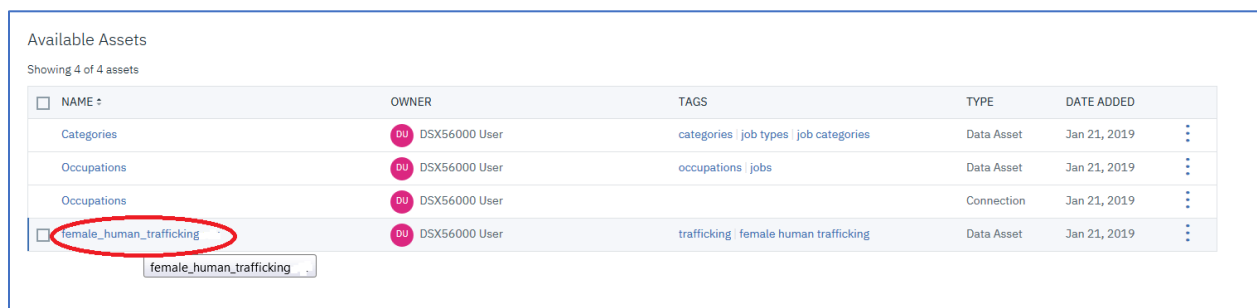 Available Assets
Showing 4 of 4 assets
NAME OWNER TAGS TYPE DATE ADDED
Categories DU DSX56000 User categories | job types | job categories Data Asset Jan 21, 2019
Occupations DU DSX56000 User occupations | jobs Data Asset Jan 21, 2019
Occupations DU DSX56000 User Connection Jan 21, 2019
female_human_trafficking DU DSX56000 User trafficking | female human trafficking Data Asset Jan 21, 2019
female_human_trafficking